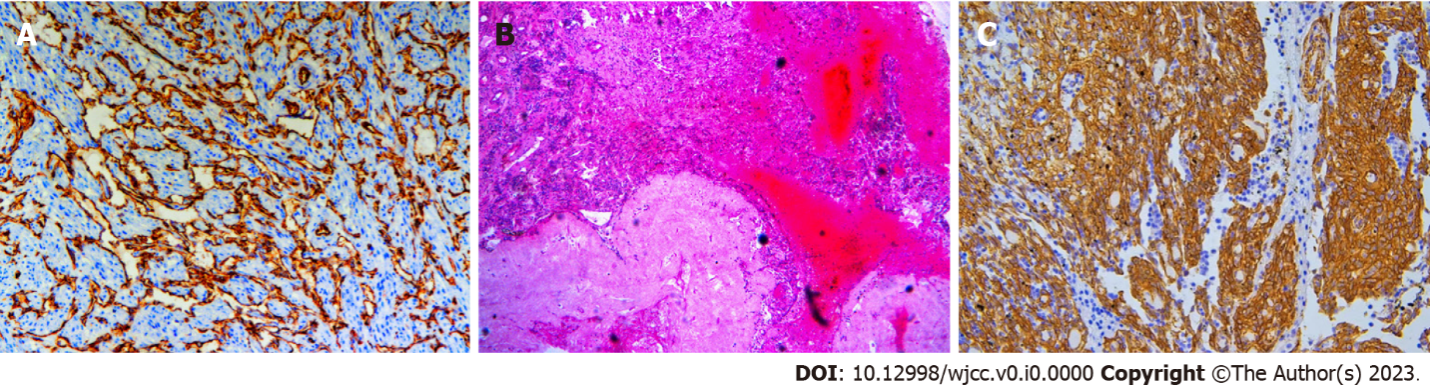 A
B
C
DOI: 10.12998/wjcc.v0.i0.0000 Copyright ©The Author(s) 2023.